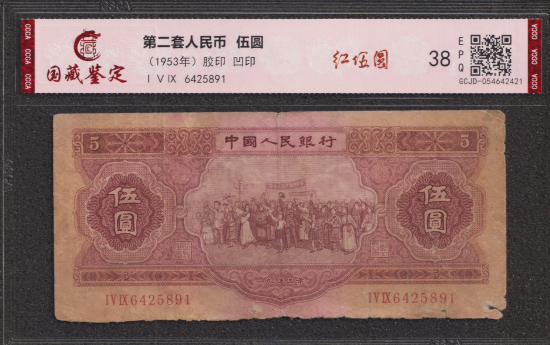 CCCA
国藏鉴定
第二套人民币 伍圆
（1953年）胶印 凹印
I V IX 6425891
红伍圆
38
EPQ
GCJD-054642421
5
中國人民銀行
5
伍圓
伍圓
IVIX6425891
IVIX6425891